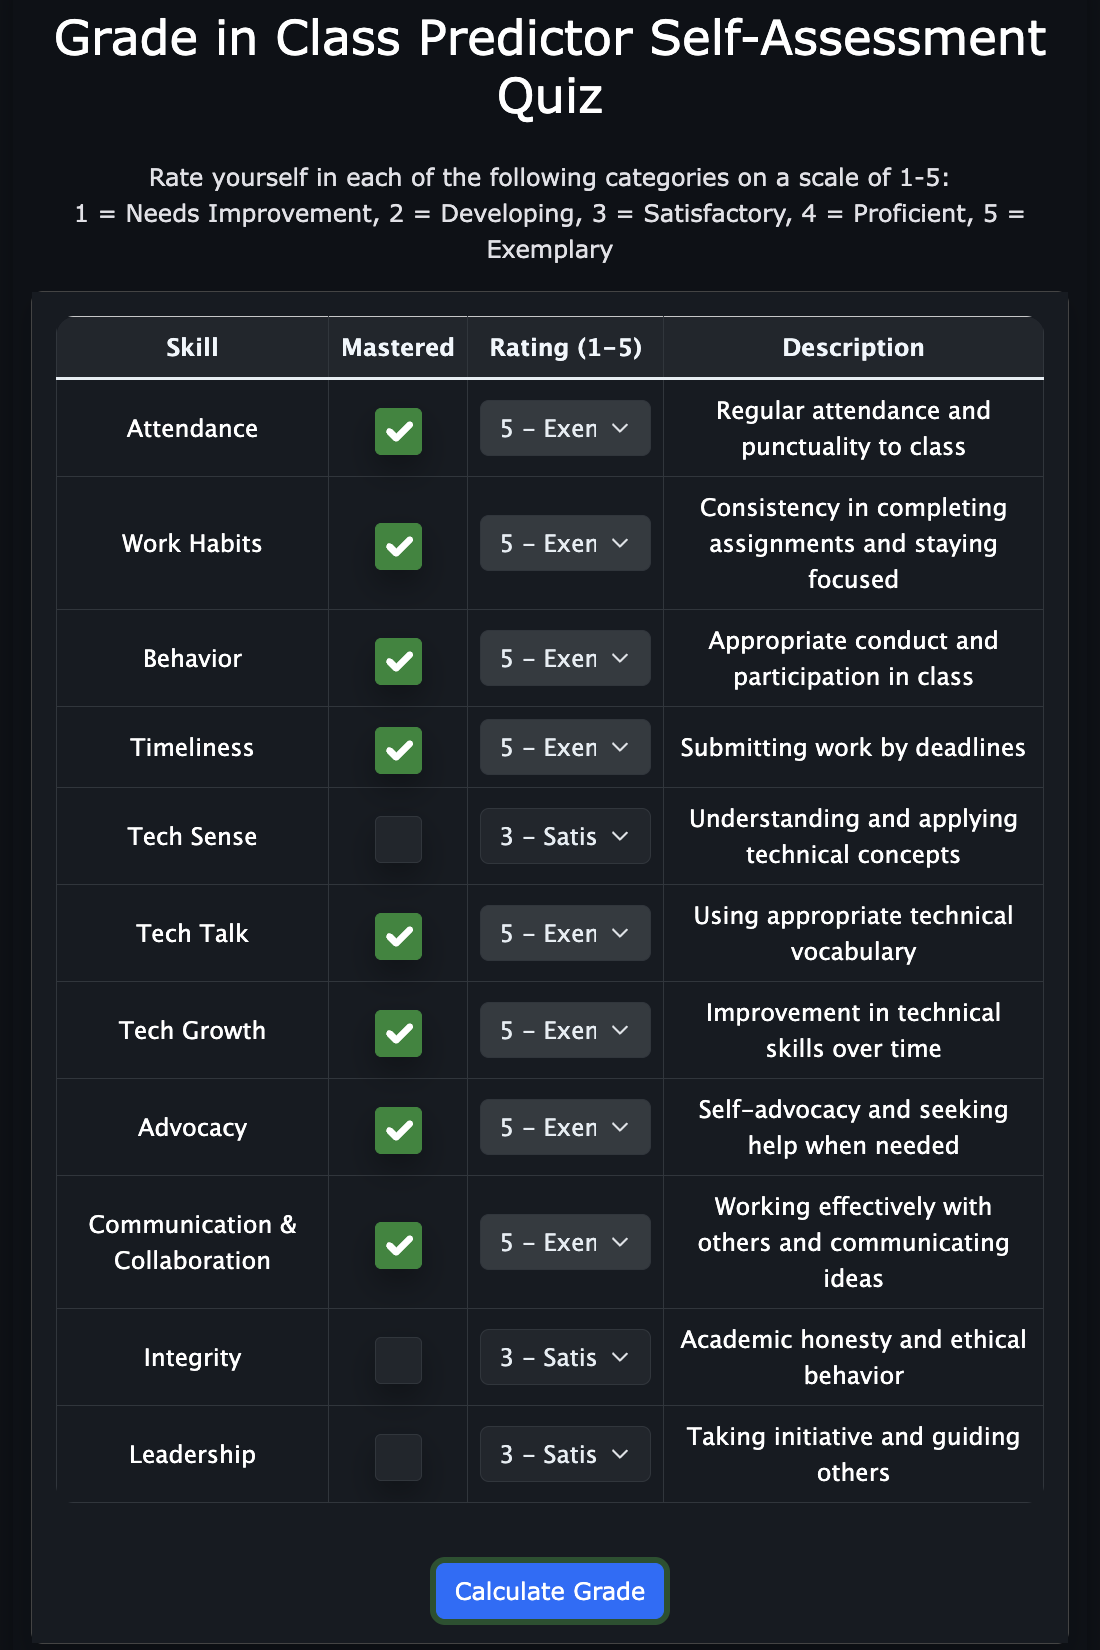 Grade in Class Predictor Self-Assessment
Quiz
Rate yourself in each of the following categories on a scale of 1-5:
1 = Needs Improvement, 2 = Developing, 3 = Satisfactory, 4 = Proficient, 5 =
Exemplary
Skill Mastered Rating (1-5) Description
Attendance 5 - Exen Regular attendance and
punctuality to class
Work Habits 5 - Exen Consistency in completing
assignments and staying
focused
Behavior 5 - Exen Appropriate conduct and
participation in class
Timeliness 5 - Exen Submitting work by deadlines
Tech Sense 3 - Satis Understanding and applying
technical concepts
Tech Talk 5 - Exen Using appropriate technical
vocabulary
Tech Growth 5 - Exen Improvement in technical
skills over time
Advocacy 5 - Exen Self-advocacy and seeking
help when needed
Communication &
Collaboration 5 - Exen Working effectively with
others and communicating
ideas
Integrity 3 - Satis Academic honesty and ethical
behavior
Leadership 3 - Satis Taking initiative and guiding
others
Calculate Grade